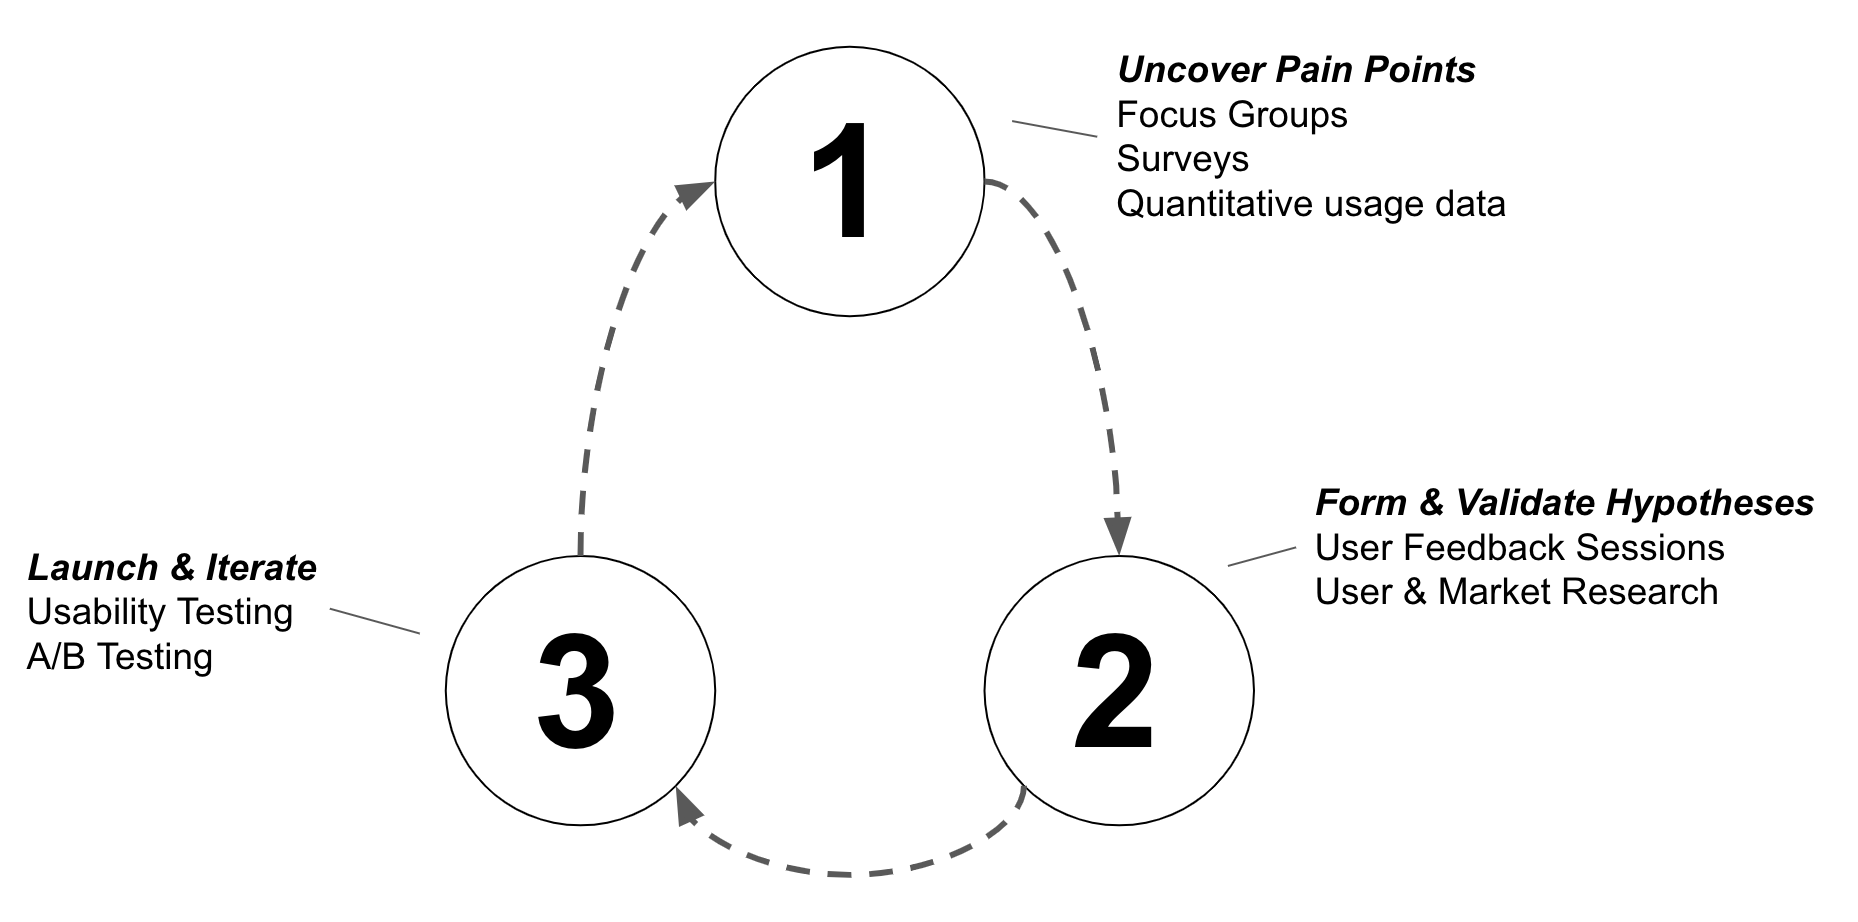 1
Uncover Pain Points
Focus Groups
Surveys
Quantitative usage data
2
Form & Validate Hypotheses
User Feedback Sessions
User & Market Research
3
Launch & Iterate
Usability Testing
A/B Testing